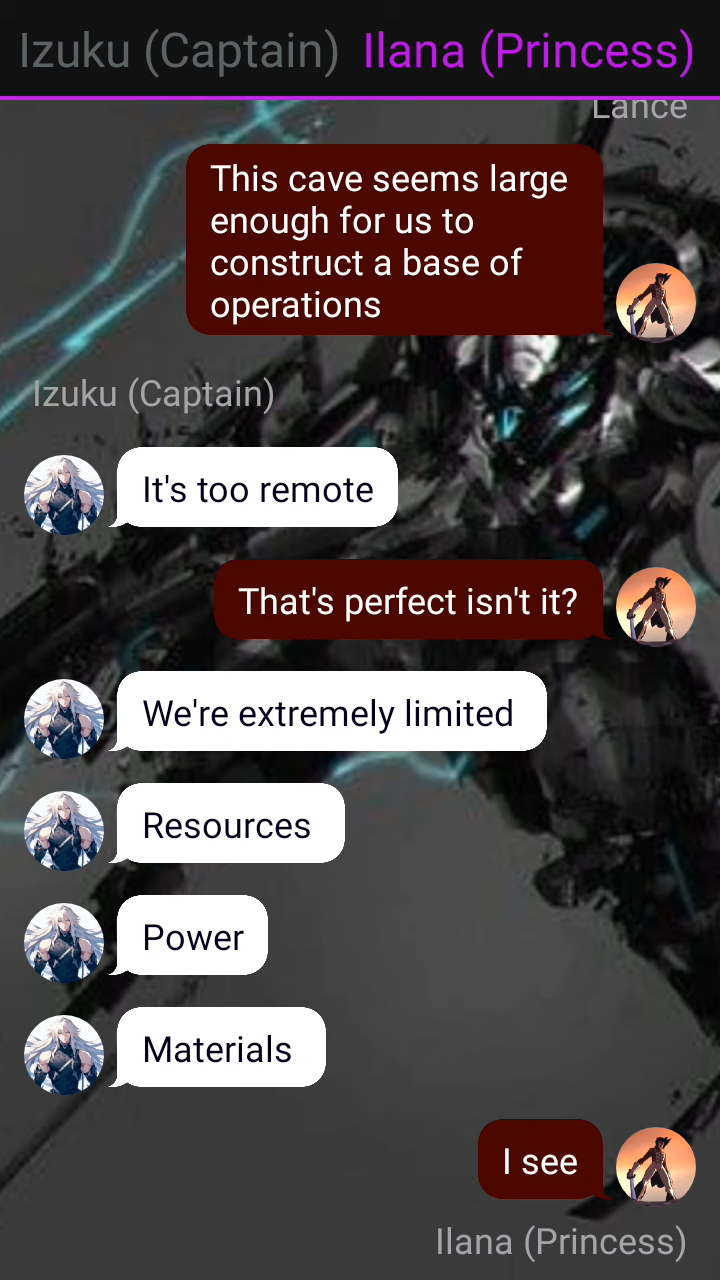 Izuku (Captain) Ilana (Princess)
Lance
This cave seems large
enough for us to
construct a base of
operations
Izuku (Captain)
It's too remote
That's perfect isn't it?
We're extremely limited
Resources
Power
Materials
I see
Ilana (Princess)